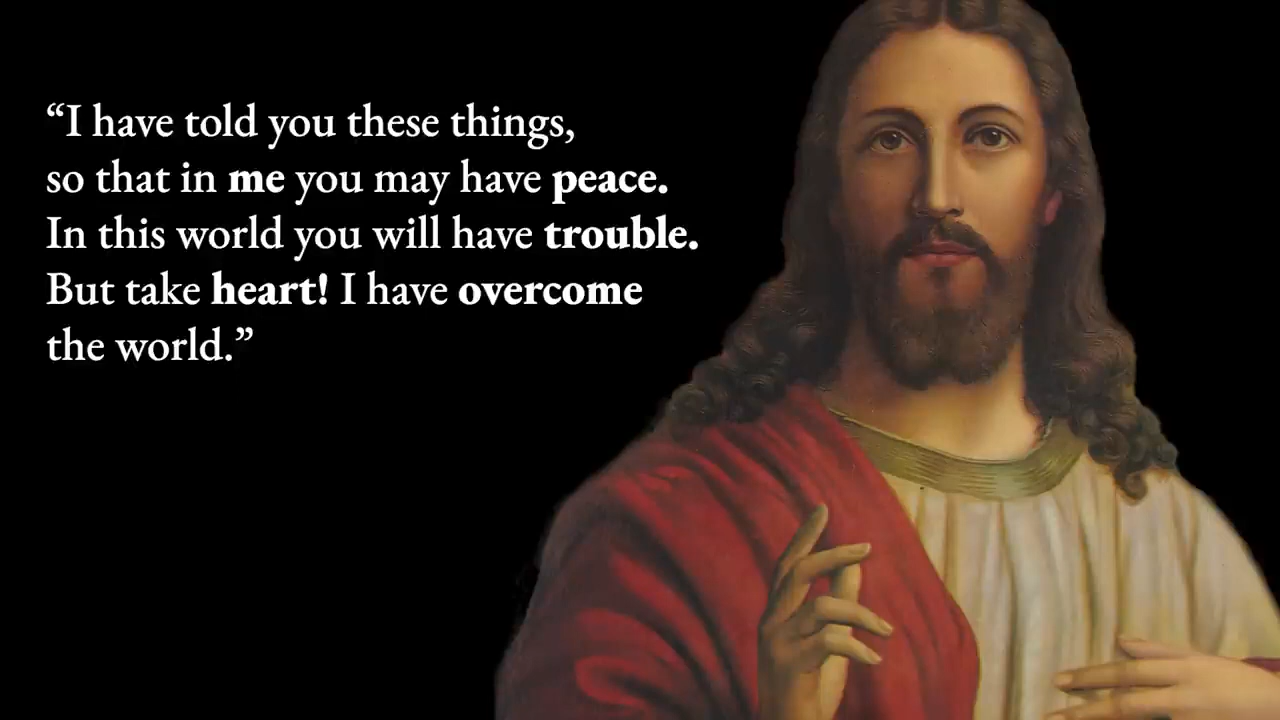 “I have told you these things,
so that in me you may have peace.
In this world you will have trouble.
But take heart! I have overcome
the world.”